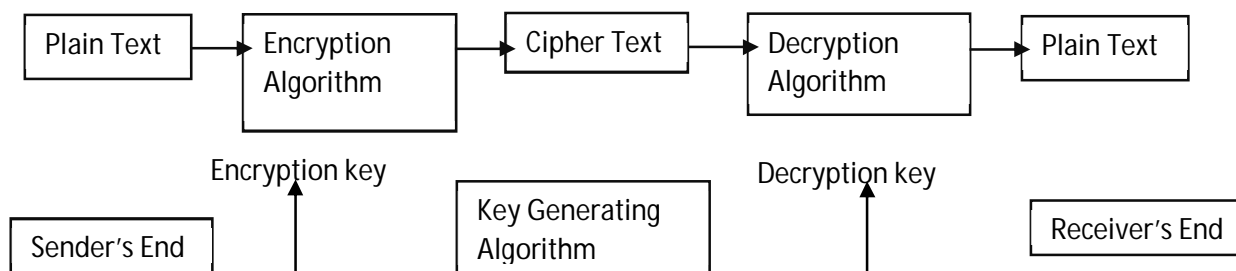 Plain Text
Encryption
Algorithm
Cipher Text
Decryption
Algorithm
Plain Text
Encryption key
Decryption key
Sender's End
Key Generating
Algorithm
Receiver's End